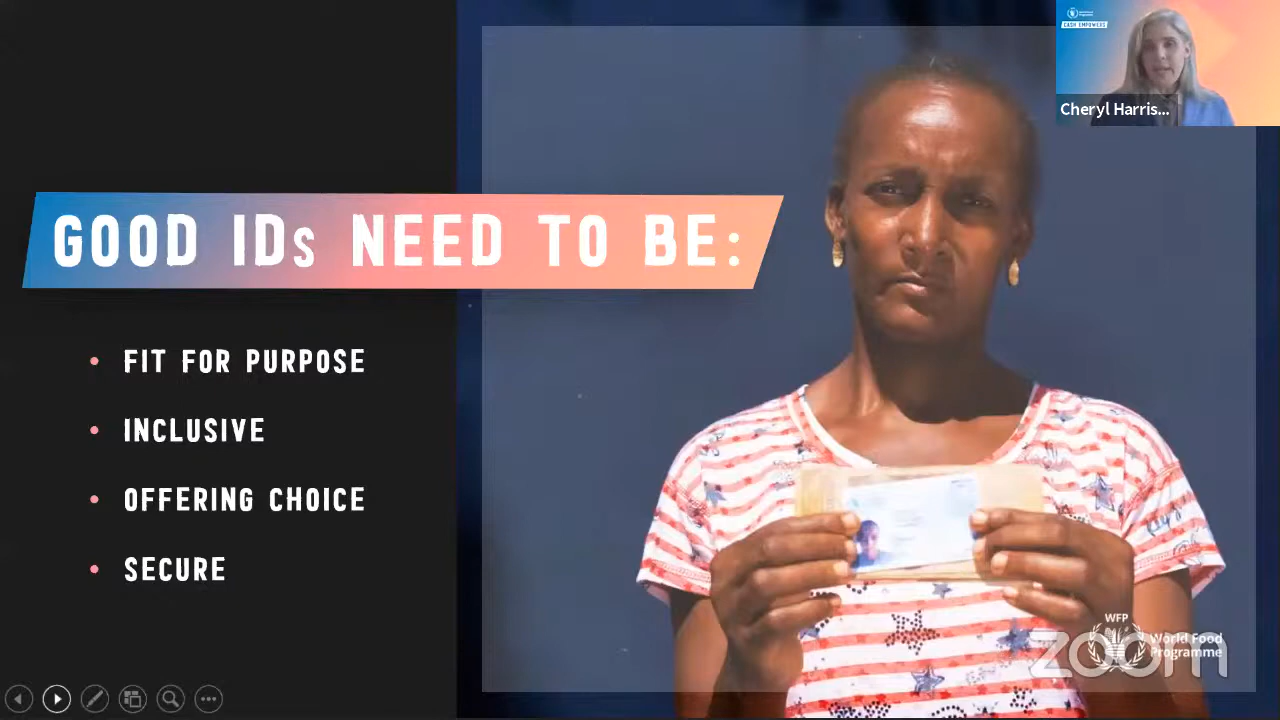 CASH EMPOWERS
Cheryl Harris...
GOOD IDs NEED TO BE:
• FIT FOR PURPOSE
• INCLUSIVE
• OFFERING CHOICE
• SECURE
WFP
World Food
Programme
zoom